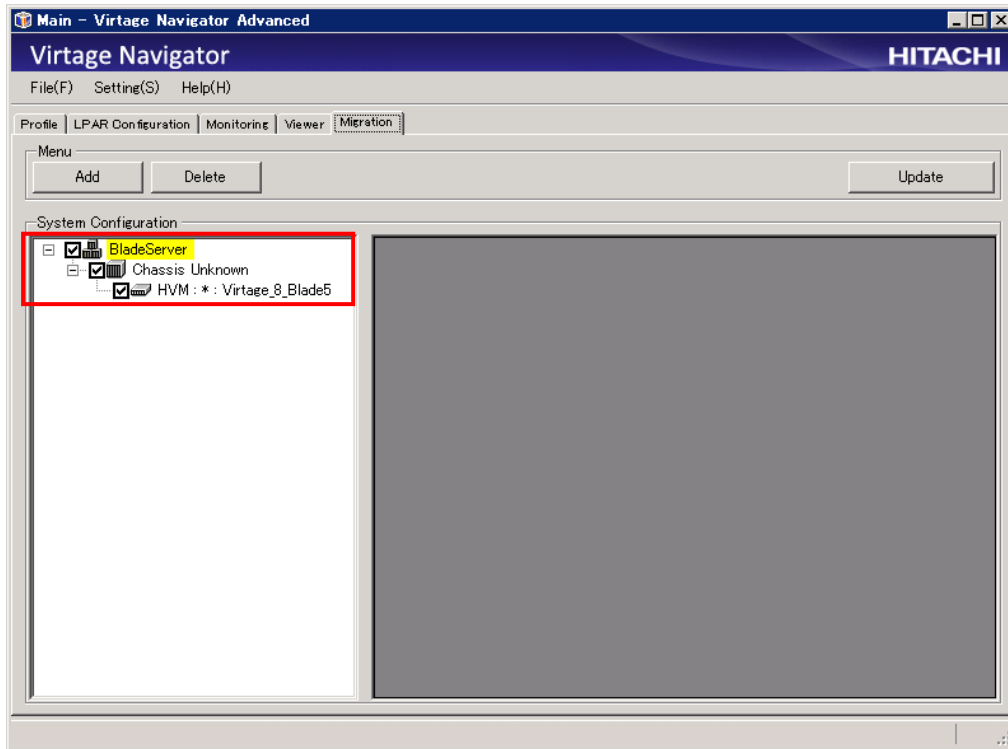 Main - Virtage Navigator Advanced
Virtage Navigator
HITACHI
File(F) Setting(S) Help(H)
Profile LPAR Configuration Monitoring Viewer Migration
Menu
Add Delete Update
System Configuration
BladeServer
Chassis Unknown
HVM : * : Virtage_8_Blade5